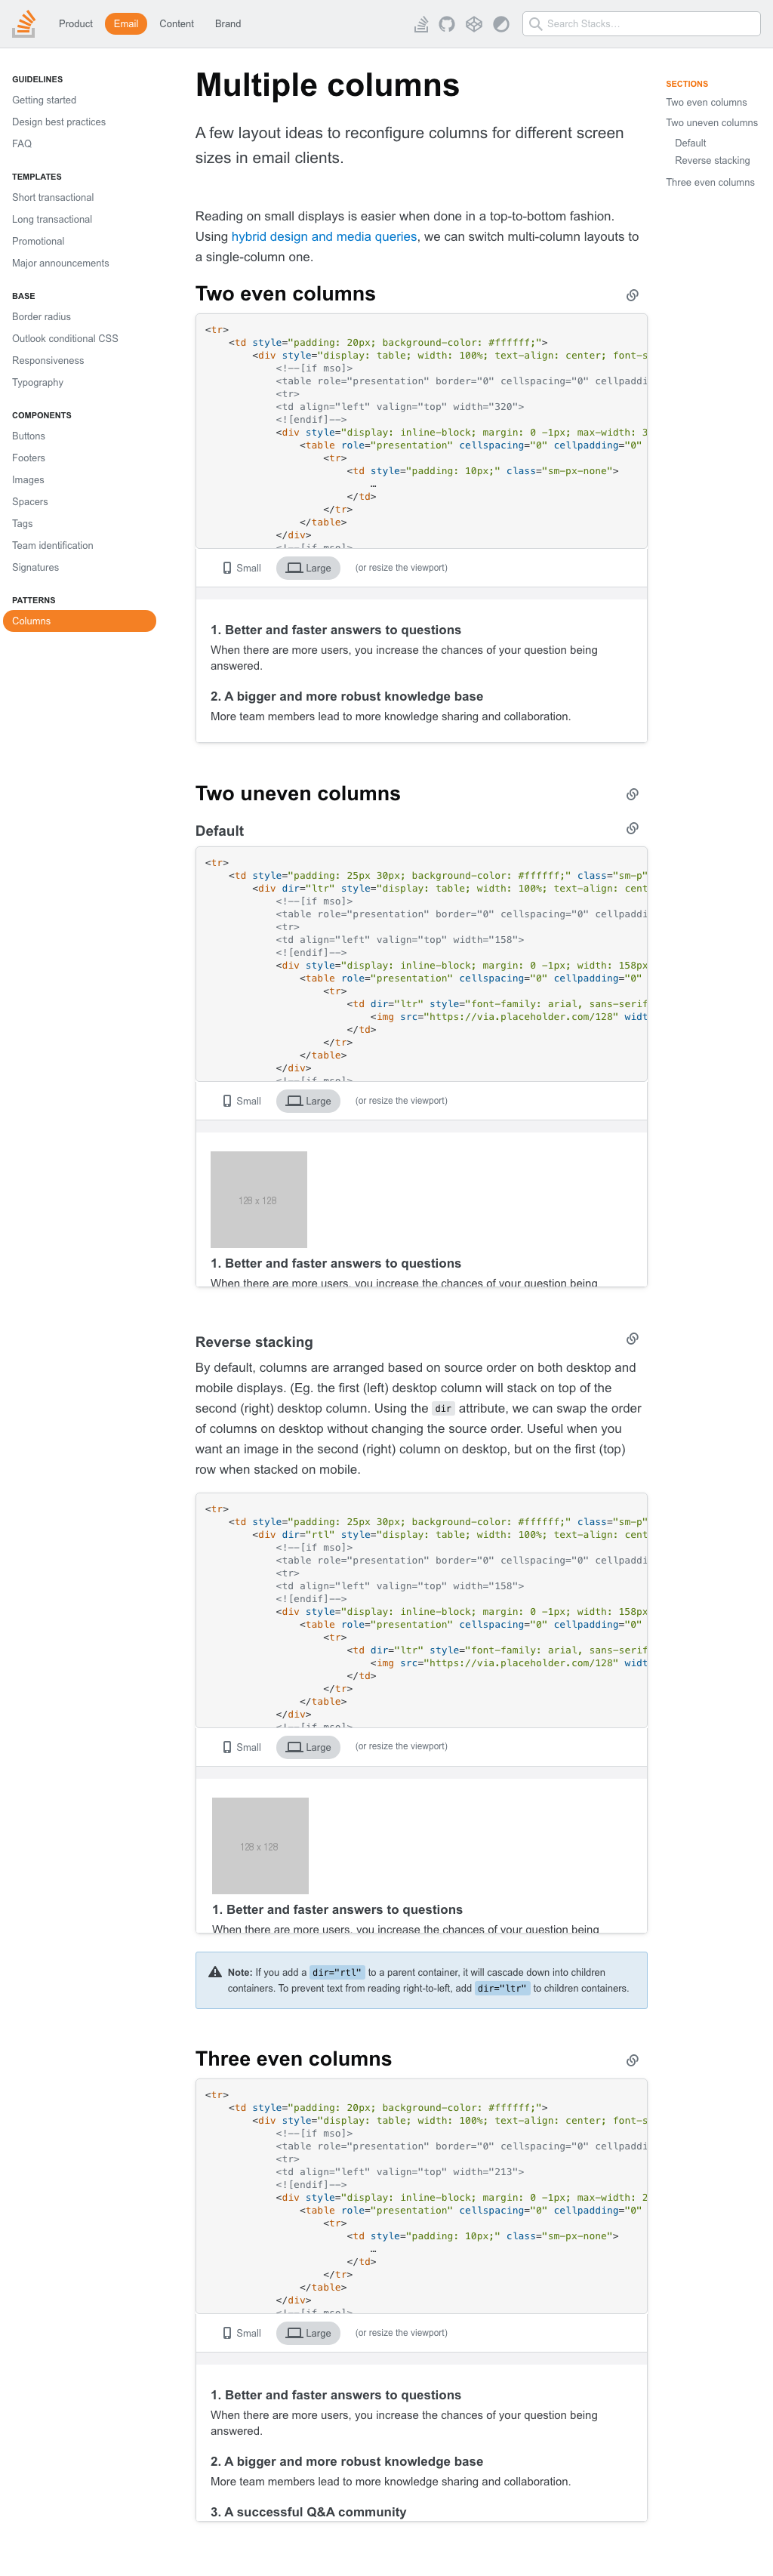 Product
Email
Content
Brand
Search Stacks…
GUIDELINES
Getting started
Design best practices
FAQ
TEMPLATES
Short transactional
Long transactional
Promotional
Major announcements
BASE
Border radius
Outlook conditional CSS
Responsiveness
Typography
COMPONENTS
Buttons
Footers
Images
Spacers
Tags
Team identification
Signatures
PATTERNS
Columns
Multiple columns
A few layout ideas to reconfigure columns for different screen
sizes in email clients.
Reading on small displays is easier when done in a top-to-bottom fashion.
Using hybrid design and media queries, we can switch multi-column layouts to
a single-column one.
Two even columns
<tr>
<td style="padding: 20px; background-color: #ffffff;">
<div style="display: table; width: 100%; text-align: center; font-s
<!--[if mso]>
<table role="presentation" border="0" cellspacing="0" cellpaddi
<tr>
<td align="left" valign="top" width="320">
<![endif]-->
<div style="display: inline-block; margin: 0 -1px; max-width: 3
<table role="presentation" cellspacing="0" cellpadding="0"
<tr>
<td style="padding: 10px;" class="sm-px-none">
…
</td>
</tr>
</table>
</div>
<!--[if mso]>
Small
Large
(or resize the viewport)
1. Better and faster answers to questions
When there are more users, you increase the chances of your question being
answered.
2. A bigger and more robust knowledge base
More team members lead to more knowledge sharing and collaboration.
Two uneven columns
Default
<tr>
<td style="padding: 25px 30px; background-color: #ffffff;" class="sm-p"
<div dir="ltr" style="display: table; width: 100%; text-align: cent
<!--[if mso]>
<table role="presentation" border="0" cellspacing="0" cellpaddi
<tr>
<td align="left" valign="top" width="158">
<![endif]-->
<div style="display: inline-block; margin: 0 -1px; width: 158px
<table role="presentation" cellspacing="0" cellpadding="0"
<tr>
<td dir="ltr" style="font-family: arial, sans-serif
<img src="https://via.placeholder.com/128" widt
</td>
</tr>
</table>
</div>
<!--[if mso]>
Small
Large
(or resize the viewport)
128 x 128
1. Better and faster answers to questions
When there are more users, you increase the chances of your question being
Reverse stacking
By default, columns are arranged based on source order on both desktop and
mobile displays. (Eg. the first (left) desktop column will stack on top of the
second (right) desktop column. Using the dir attribute, we can swap the order
of columns on desktop without changing the source order. Useful when you
want an image in the second (right) column on desktop, but on the first (top)
row when stacked on mobile.
<tr>
<td style="padding: 25px 30px; background-color: #ffffff;" class="sm-p"
<div dir="rtl" style="display: table; width: 100%; text-align: cent
<!--[if mso]>
<table role="presentation" border="0" cellspacing="0" cellpaddi
<tr>
<td align="left" valign="top" width="158">
<![endif]-->
<div style="display: inline-block; margin: 0 -1px; width: 158px
<table role="presentation" cellspacing="0" cellpadding="0"
<tr>
<td dir="ltr" style="font-family: arial, sans-serif
<img src="https://via.placeholder.com/128" widt
</td>
</tr>
</table>
</div>
<!--[if mso]>
Small
Large
(or resize the viewport)
128 x 128
1. Better and faster answers to questions
When there are more users, you increase the chances of your question being
Note: If you add a dir="rtl" to a parent container, it will cascade down into children
containers. To prevent text from reading right-to-left, add dir="ltr" to children containers.
Three even columns
<tr>
<td style="padding: 20px; background-color: #ffffff;">
<div style="display: table; width: 100%; text-align: center; font-s
<!--[if mso]>
<table role="presentation" border="0" cellspacing="0" cellpaddi
<tr>
<td align="left" valign="top" width="213">
<![endif]-->
<div style="display: inline-block; margin: 0 -1px; max-width: 2
<table role="presentation" cellspacing="0" cellpadding="0"
<tr>
<td style="padding: 10px;" class="sm-px-none">
…
</td>
</tr>
</table>
</div>
<!--[if mso]>
Small
Large
(or resize the viewport)
1. Better and faster answers to questions
When there are more users, you increase the chances of your question being
answered.
2. A bigger and more robust knowledge base
More team members lead to more knowledge sharing and collaboration.
3. A successful Q&A community
SECTIONS
Two even columns
Two uneven columns
Default
Reverse stacking
Three even columns